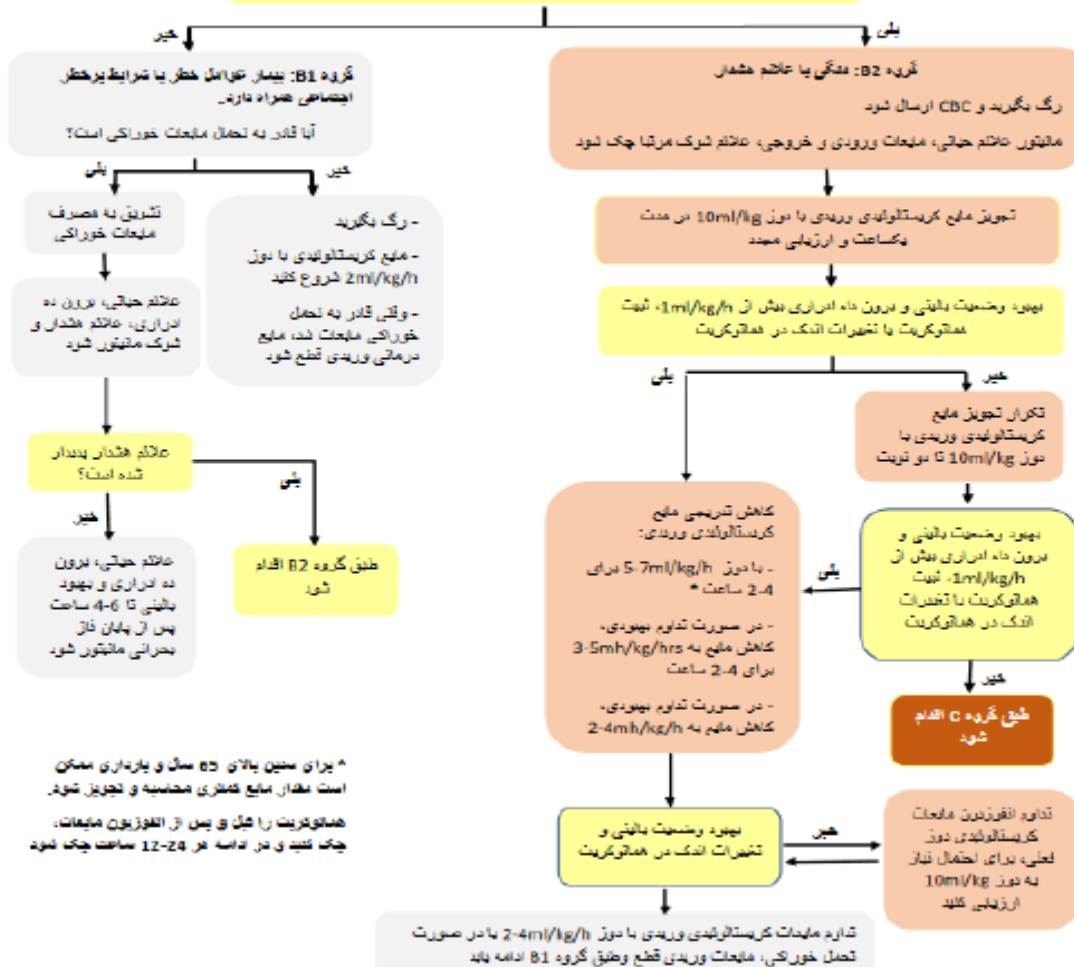 خیر
بلی
گروه B1: بیمار عوامل خطر یا شرایط پرخطر
اجتماعی همراه دارد.
آیا قادر به تحمل مایعات خوراکی است؟
گروه B2: دنگی با علائم هشدار
رگ بگیرید و CBC ارسال شود
مانیتور علائم حیاتی، مایعات ورودی و خروجی، علائم شوک مرتبا چک شود
بلی
خیر
تشویق به مصرف
مایعات خوراکی
- رگ بگیرید
- مایع کریستالوئیدی با دوز
2ml/kg/h شروع کنید
- وقتی قادر به تحمل
خوراکی مایعات شد، مایع
درمانی وریدی قطع شود
تجویز مایع کریستالوئیدی وریدی با دوز 10ml/kg در مدت
یکساعت و ارزیابی مجدد
علائم حیاتی، برون ده
ادراری، علائم هشدار و
شوک مانیتور شود
بهبود وضعیت بالینی و برون داد ادراری بیش از 1ml/kg/h، تثبیت
هماتوکریت یا تغییرات اندک در هماتوکریت
بلی
خیر
تکرار تجویز مایع
کریستالوئیدی وریدی با
دوز 10ml/kg تا دو نوبت
علائم هشدار پدیدار
شده است؟
خیر
بلی
علائم حیاتی، برون
ده ادراری و بهبود
بالینی تا 6-4 ساعت
پس از پایان فاز
بحرانی مانیتور شود
طبق گروه B2 اقدام
شود
کاهش تدریجی مایع
کریستالوئیدی وریدی:
- با دوز 5-7ml/kg/h برای
2-4 ساعت *
- در صورت تداوم بهبودی،
کاهش مایع به 3-5mh/kg/hrs
برای 4-2 ساعت
- در صورت تداوم بهبودی،
کاهش مایع به 2-4mh/kg/h
بلی
بهبود وضعیت بالینی و
برون داد ادراری بیش از
1ml/kg/h، تثبیت
هماتوکریت یا تغییرات
اندک در هماتوکریت
خیر
طبق گروه C اقدام
شود
* برای سنین بالای 65 سال و بارداری ممکن
است مقدار مایع کمتری محاسبه و تجویز شود.
هماتوکریت را قبل و پس از انفوزیون مایعات،
چک کنید و در ادامه هر 24-12 ساعت چک شود
بهبود وضعیت بالینی و
تغییرات اندک در هماتوکریت
خیر
تداوم انفوزیون مایعات
کریستالوئیدی دوز
فعلی، برای احتمال نیاز
به دوز 10ml/kg
ارزیابی کنید
تداوم مایعات کریستالوئیدی وریدی با دوز 2-4ml/kg/h یا در صورت
تحمل خوراکی، مایعات وریدی قطع وطبق گروه B1 ادامه یابد